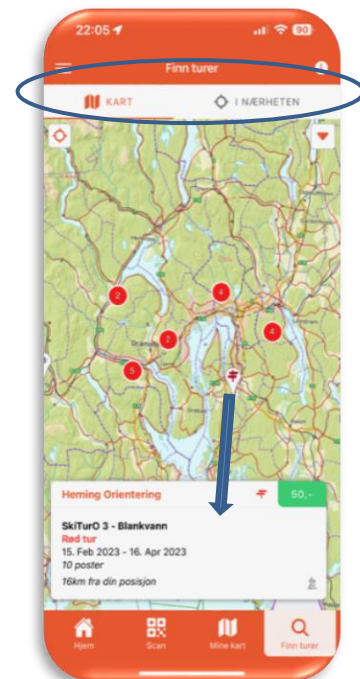 22:05
90
Finn turer
KART
I NÆRHETEN
2
4
2
4
5
Heming Orientering
50,-
SkiTurO 3 - Blankvann
Rød tur
15. Feb 2023 - 16. Apr 2023
10 poster
16km fra din posisjon
Hjem
Scan
Mine kart
Finn turer